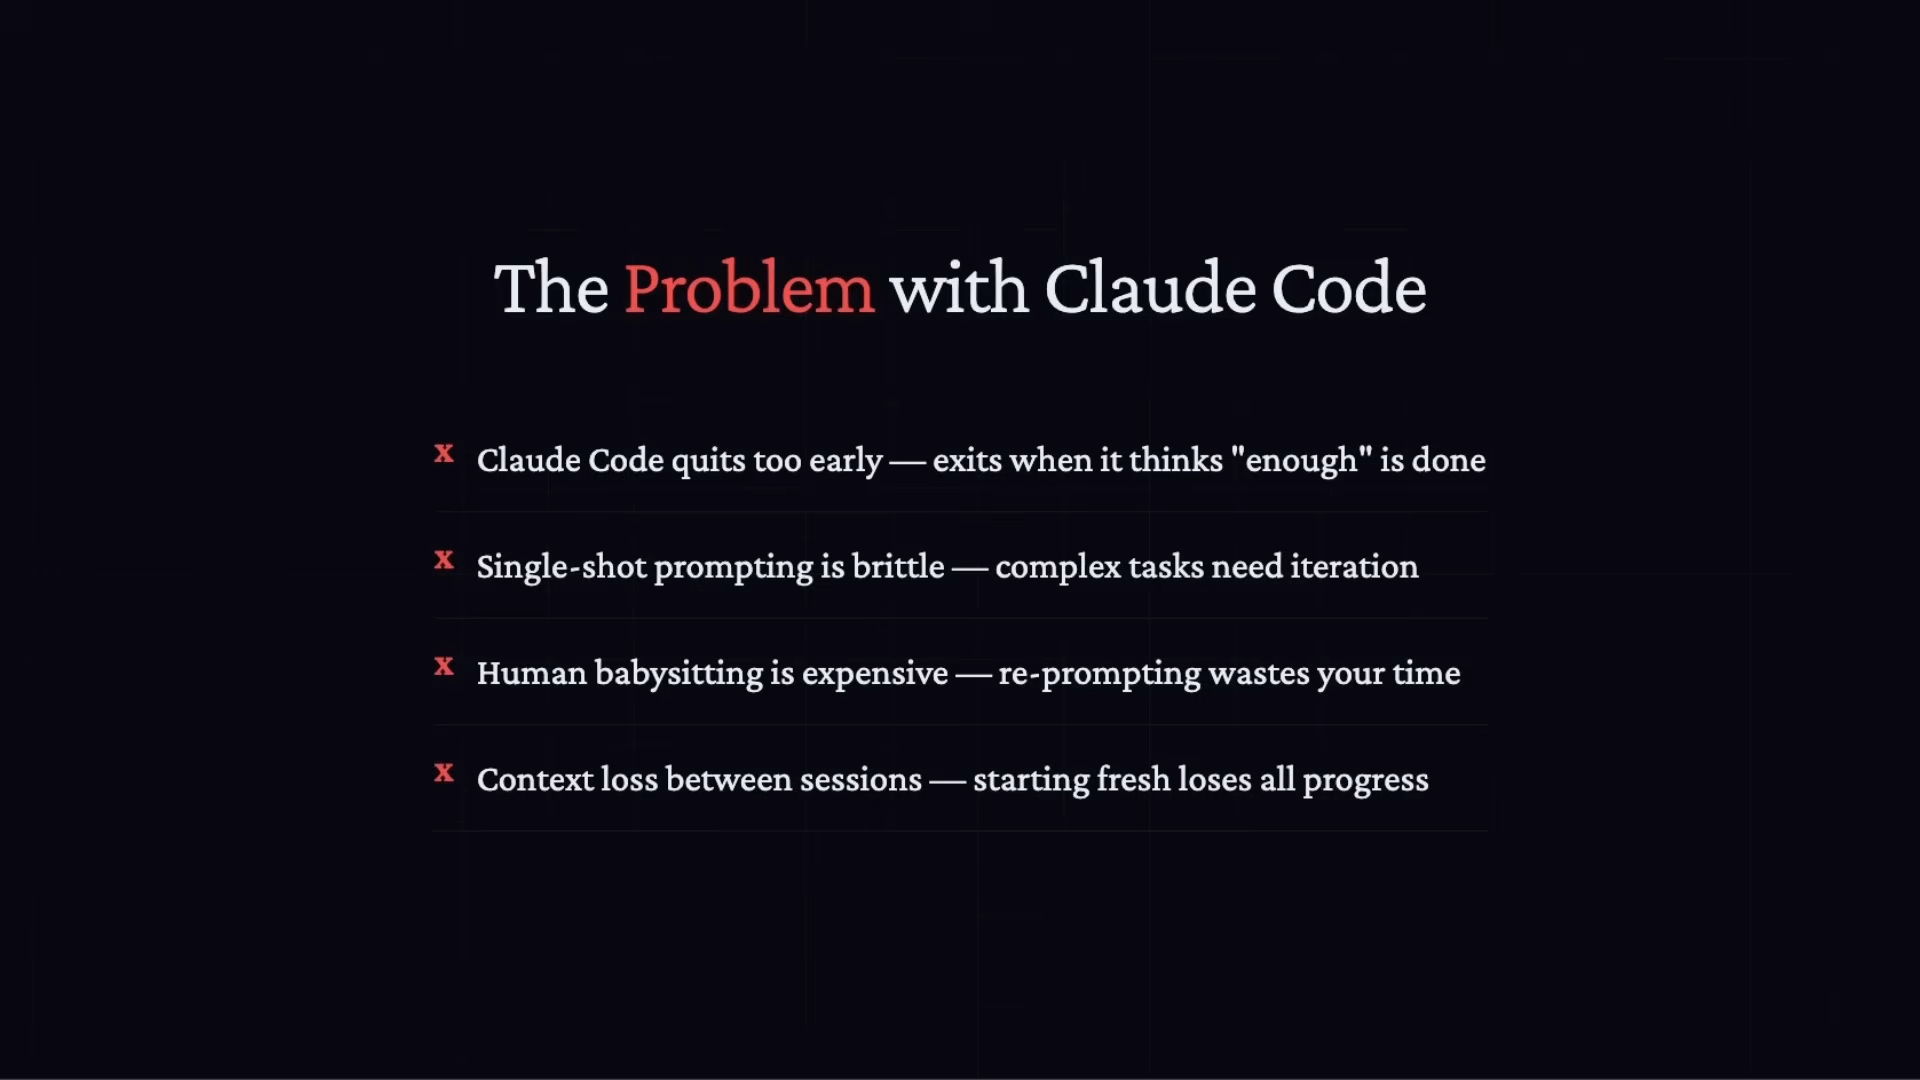 The Problem with Claude Code
x Claude Code quits too early — exits when it thinks "enough" is done
x Single-shot prompting is brittle — complex tasks need iteration
x Human babysitting is expensive — re-prompting wastes your time
x Context loss between sessions — starting fresh loses all progress